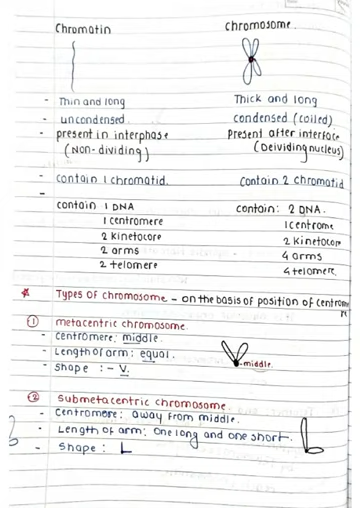 Chromatin chromosome.
- Thin and long Thick and long
- uncondensed. condensed (coiled)
- present in interphase Present after interface
(Non-dividing) (Deividing nucleus)
- contain 1 chromatid. contain 2 chromatid
-
contain 1 DNA contain: 2 DNA.
1 centromere 1 centrome
2 kinetocore 2 kinetocore
2 arms 4 arms
2 telomere 4 telomere
* Types of chromosome - on the basis of position of centrom
① metacentric chromosome.
- centromere: middle.
- Length of arm: equal. middle.
- shape :- V.
② Submetacentric chromosome.
- Centromere: away from middle.
- Length of arm: One long and one short.
- Shape : L